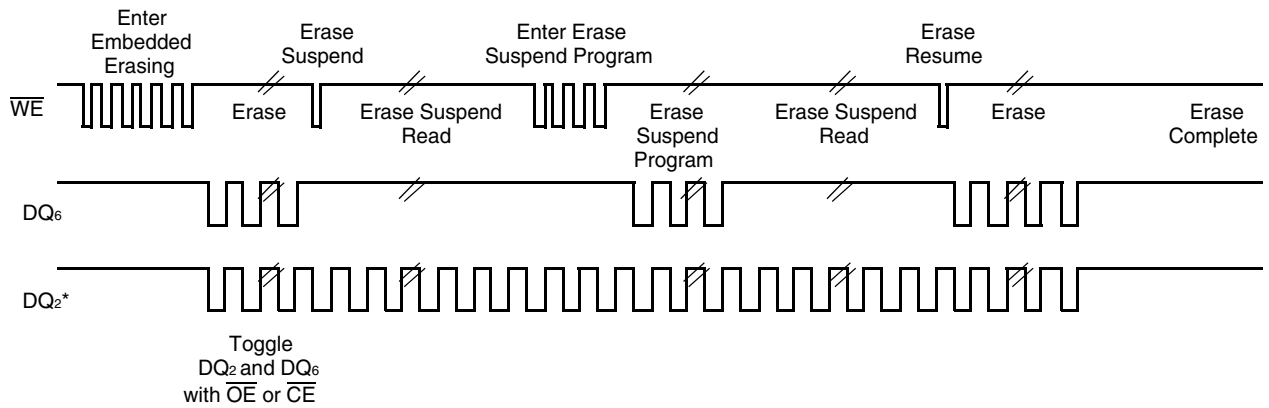 Enter
Embedded
Erasing
Erase
Suspend
Enter Erase
Suspend Program
Erase
Resume
WE
Erase
Erase Suspend
Read
Erase
Suspend
Program
Erase Suspend
Read
Erase
Erase
Complete
DQ6
DQ2*
Toggle
DQ2 and DQ6
with OE or CE